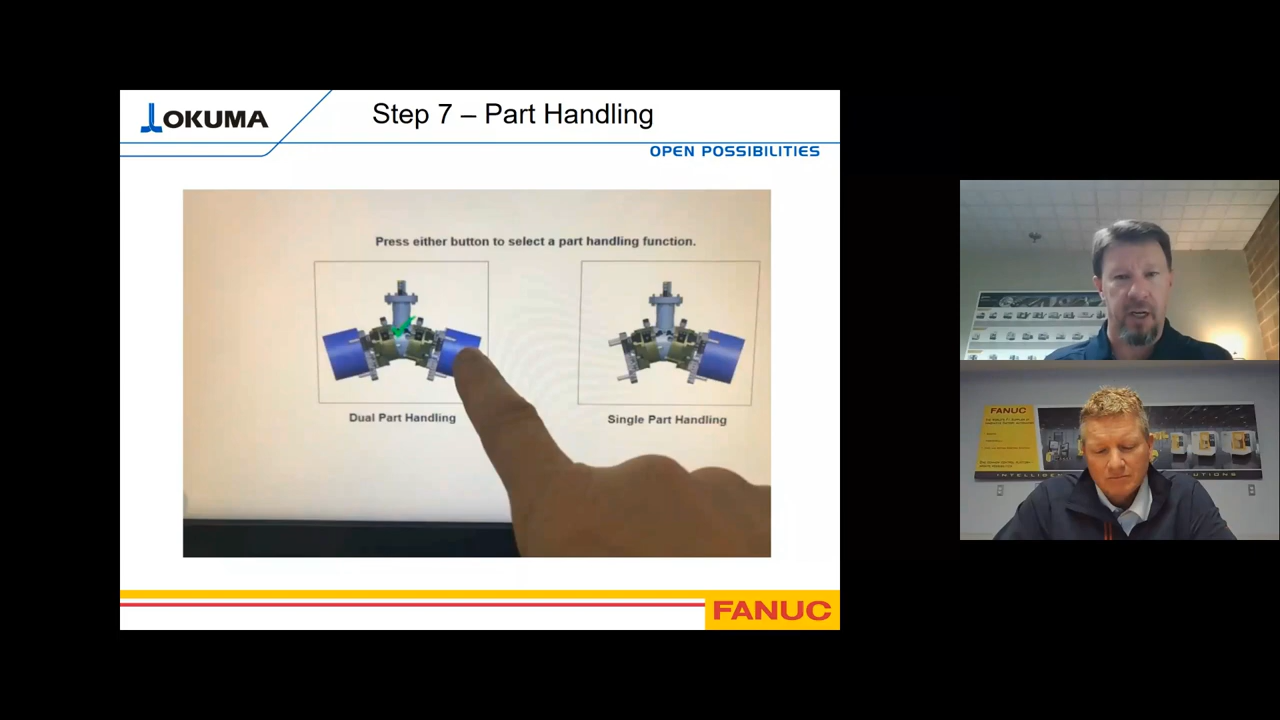 OKUMA
Step 7 – Part Handling
OPEN POSSIBILITIES
Press either button to select a part handling function.
Dual Part Handling
Single Part Handling
FANUC
FANUC